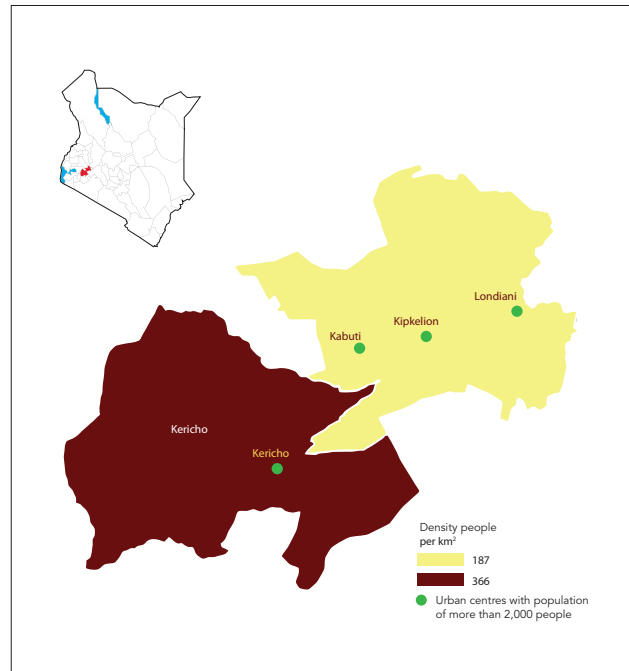 Londiani
Kipkelion
Kabuti
Kericho
Kericho
Density people
per km²
187
366
Urban centres with population
of more than 2,000 people